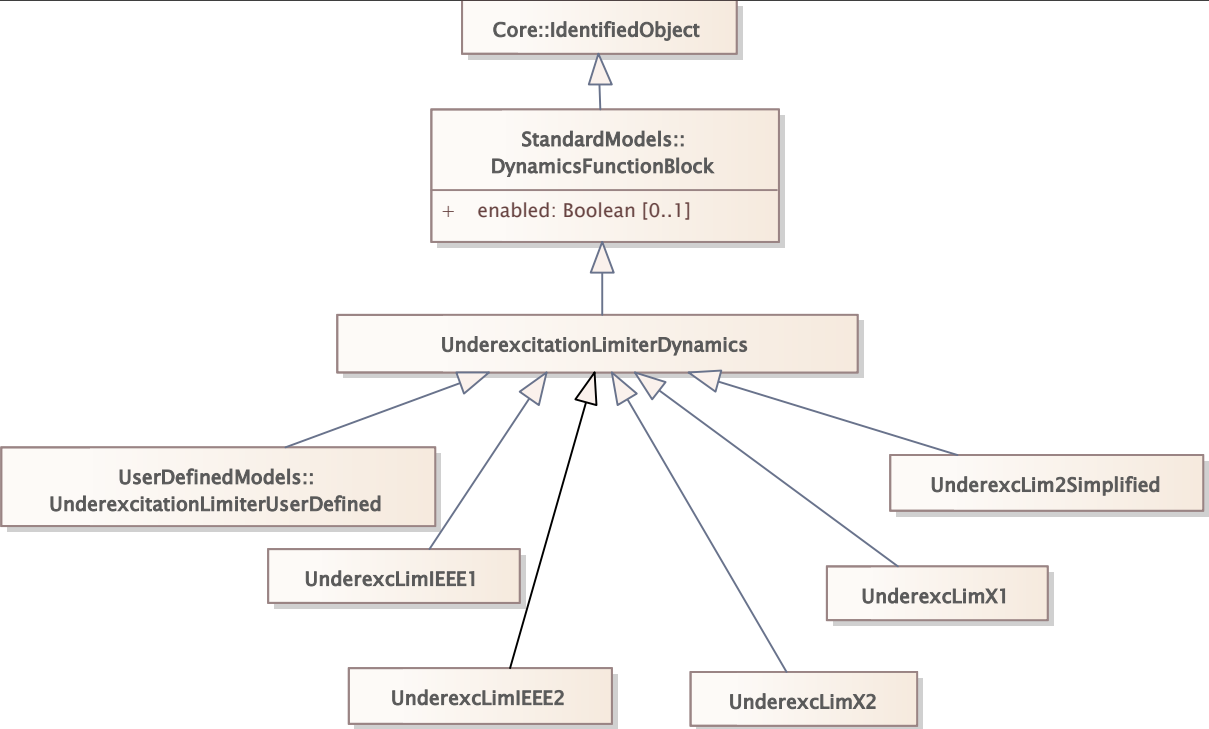 Core::IdentifiedObject
StandardModels::
DynamicsFunctionBlock
+ enabled: Boolean [0..1]
UnderexcitationLimiterDynamics
UserDefinedModels::
UnderexcitationLimiterUserDefined
UnderexcLim2Simplified
UnderexcLimIEEE1
UnderexcLimX1
UnderexcLimIEEE2
UnderexcLimX2